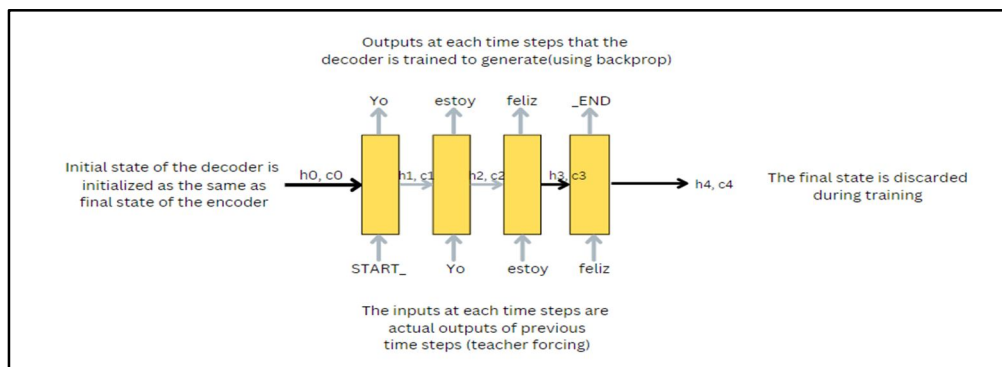 Outputs at each time steps that the
decoder is trained to generate(using backprop)
Yo estoy feliz _END
Initial state of the decoder is
initialized as the same as
final state of the encoder
h0, c0 h1, c1 h2, c2 h3, c3 h4, c4
The final state is discarded
during training
START_ Yo estoy feliz
The inputs at each time steps are
actual outputs of previous
time steps (teacher forcing)